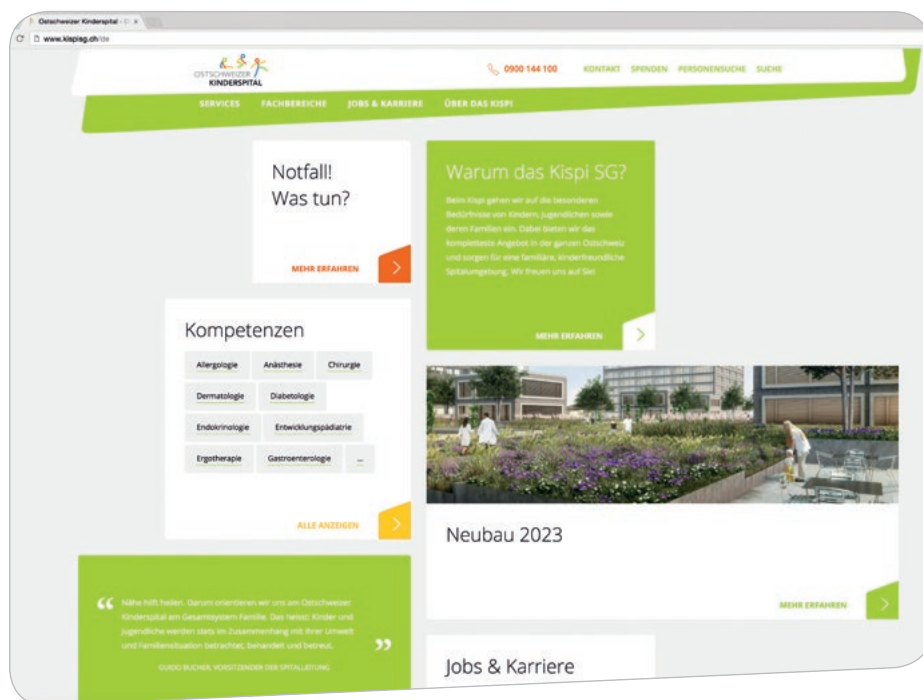 Ostschweizer Kinderspital - 
www.kispisg.ch/de
OSTSCHWEIZER
KINDERSPITAL
0900 144 100
KONTAKT SPENDEN PERSONENSUCHE SUCHE
SERVICES FACHBEREICHE JOBS & KARRIERE ÜBER DAS KISPI
Notfall!
Was tun?
MEHR ERFAHREN
Warum das Kispi SG?
Beim Kispi gehen wir auf die besonderen
Bedürfnisse von Kindern, Jugendlichen sowie
deren Familien ein. Dabei bieten wir das
kompletteste Angebot in der ganzen Ostschweiz
und sorgen für eine familiäre, kinderfreundliche
Spitalumgebung. Wir freuen uns auf Sie!
MEHR ERFAHREN
Kompetenzen
Allergologie Anästhesie Chirurgie
Dermatologie Diabetologie
Endokrinologie Entwicklungspädiatrie
Ergotherapie Gastroenterologie ...
ALLE ANZEIGEN
Neubau 2023
MEHR ERFAHREN
“ Nähe hilft heilen. Darum orientieren wir uns am Ostschweizer
Kinderspital am Gesamtsystem Familie. Das heisst: Kinder und
Jugendliche werden stets im Zusammenhang mit ihrer Umwelt
und Familiensituation betrachtet, behandelt und betreut. ”
GUIDO BUCHER, VORSITZENDER DER SPITALLEITUNG
Jobs & Karriere